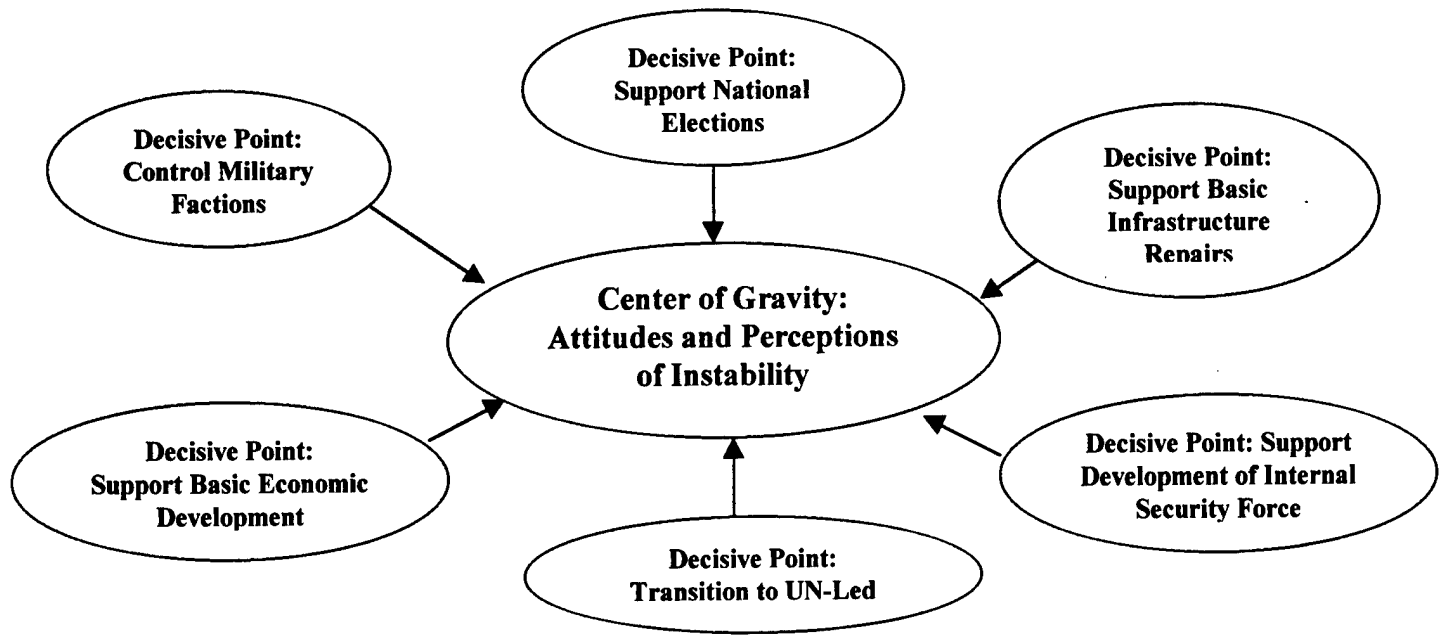 Decisive Point:
Support National
Elections
Decisive Point:
Control Military
Factions
Decisive Point:
Support Basic
Infrastructure
Renairs
Center of Gravity:
Attitudes and Perceptions
of Instability
Decisive Point:
Support Basic Economic
Development
Decisive Point: Support
Development of Internal
Security Force
Decisive Point:
Transition to UN-Led